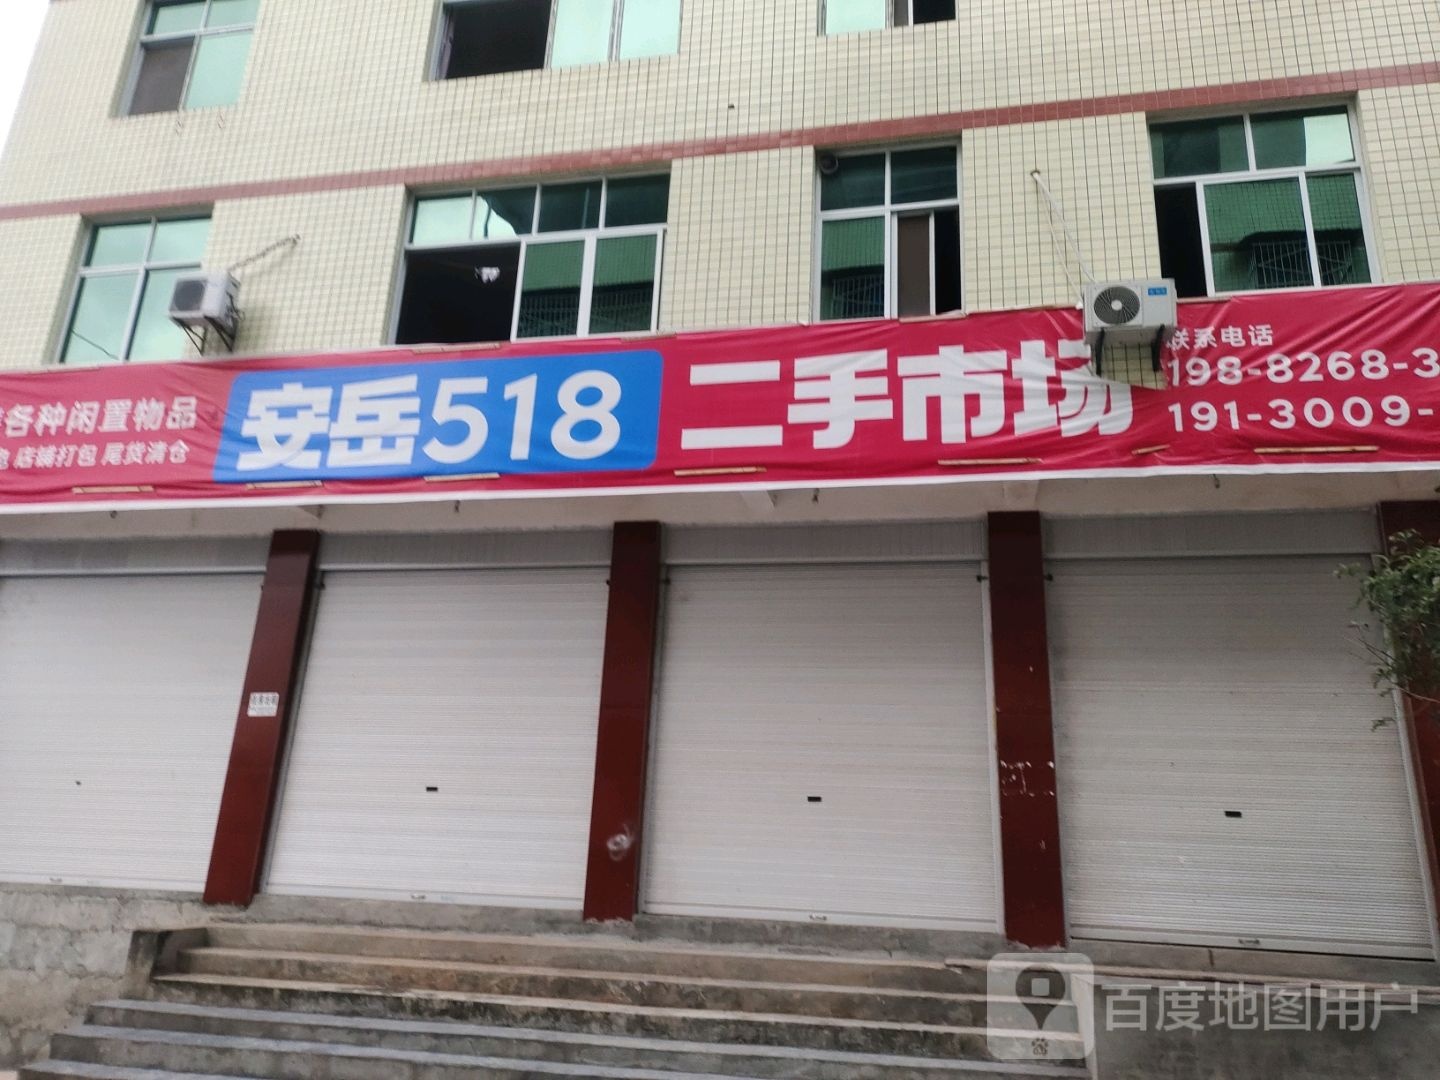 各种闲置物品
店铺打包 尾货清仓
安岳518
二手市场
联系电话
198-8268-3
191-3009-
百度地图用户